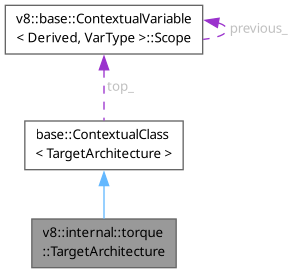 v8::base::ContextualVariable
< Derived, VarType >::Scope
previous_
top_
base::ContextualClass
< TargetArchitecture >
v8::internal::torque
::TargetArchitecture